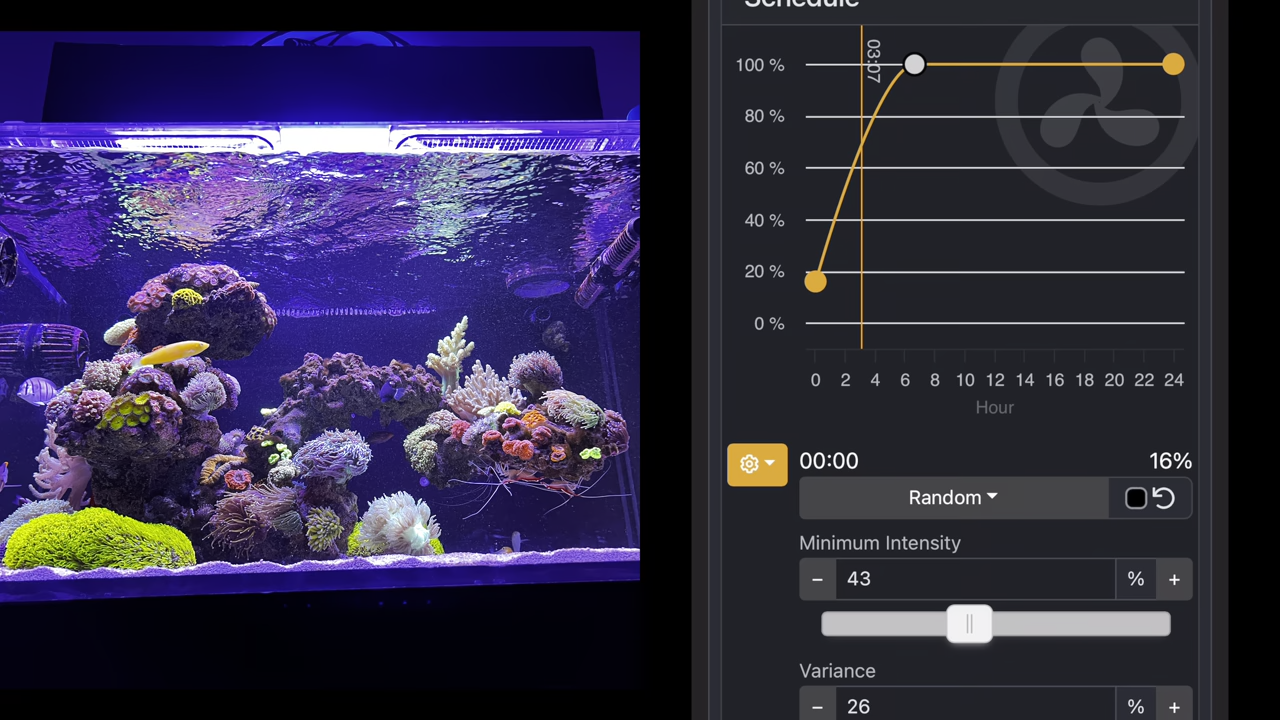 Schedule
03:07
100 %
80 %
60 %
40 %
20 %
0 %
0 2 4 6 8 10 12 14 16 18 20 22 24
Hour
00:00 16%
Random
Minimum Intensity
− 43 % +
Variance
− 26 % +